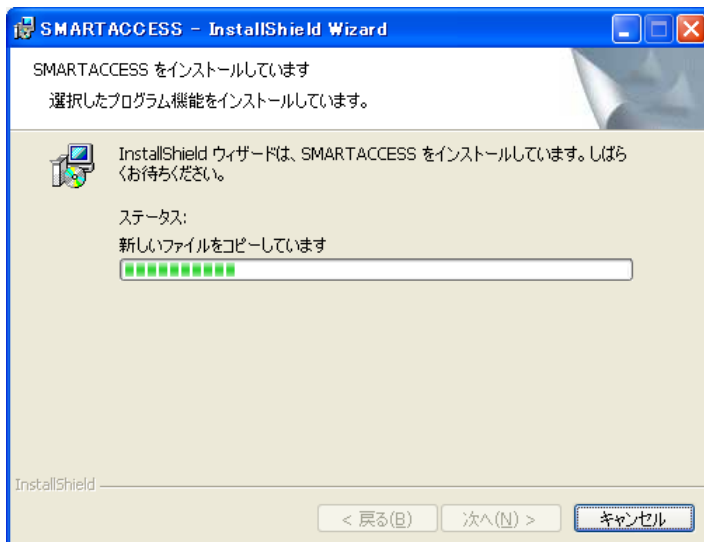 SMARTACCESS - InstallShield Wizard
SMARTACCESS をインストールしています
選択したプログラム機能をインストールしています。
InstallShield ウィザードは、SMARTACCESS をインストールしています。しばら
くお待ちください。
ステータス:
新しいファイルをコピーしています
InstallShield
< 戻る(B)
次へ(N) >
キャンセル